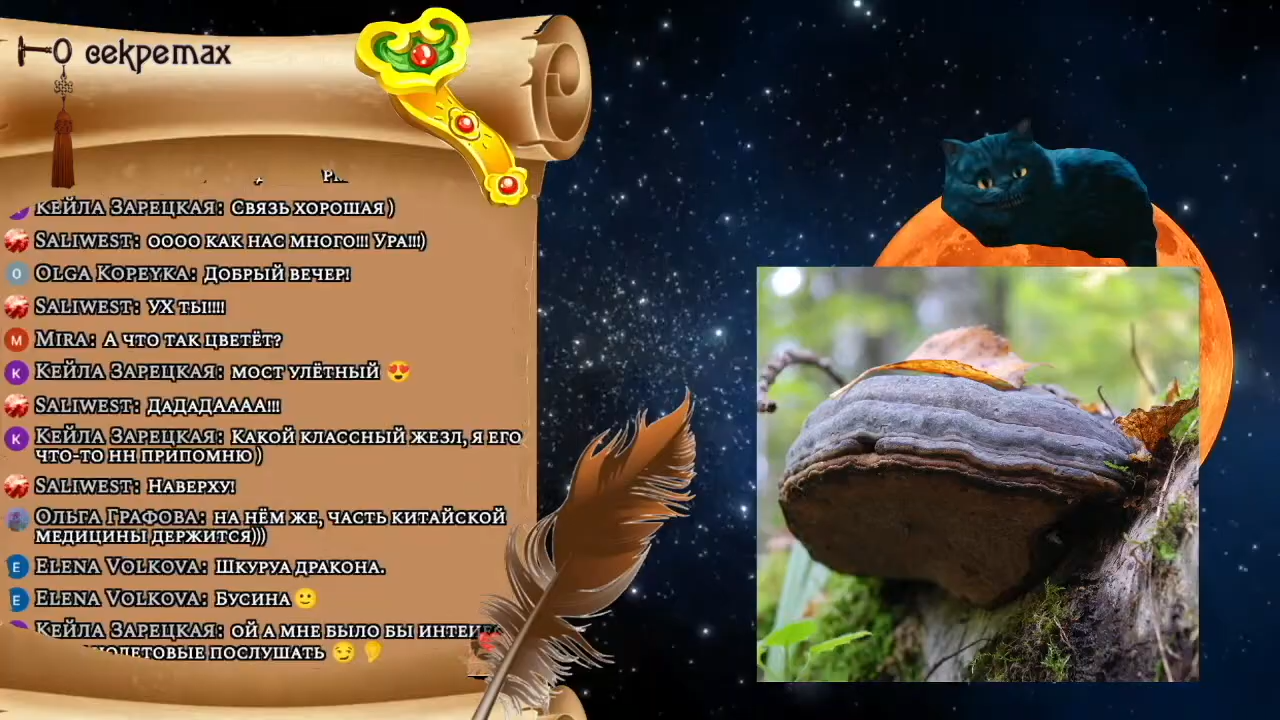 О секретах
Кейла Зарецкая: Связь хорошая)
Saliwest: оооо как нас много!!! Ура!!!)
Olga Kopeyka: Добрый вечер!
Saliwest: Ух ты!!!!
Mira: А что так цветёт?
Кейла Зарецкая: мост улётный 😍
Saliwest: ДаДаДАААА!!!
Кейла Зарецкая: Какой классный жезл, я его
что-то нн припомню)
Saliwest: Наверху!
Ольга Графова: на нём же, часть китайской
медицины держится)))
Elena Volkova: Шкуруа дракона.
Elena Volkova: Бусина 🙂
Кейла Зарецкая: ой а мне было бы
послушать 😏 👂